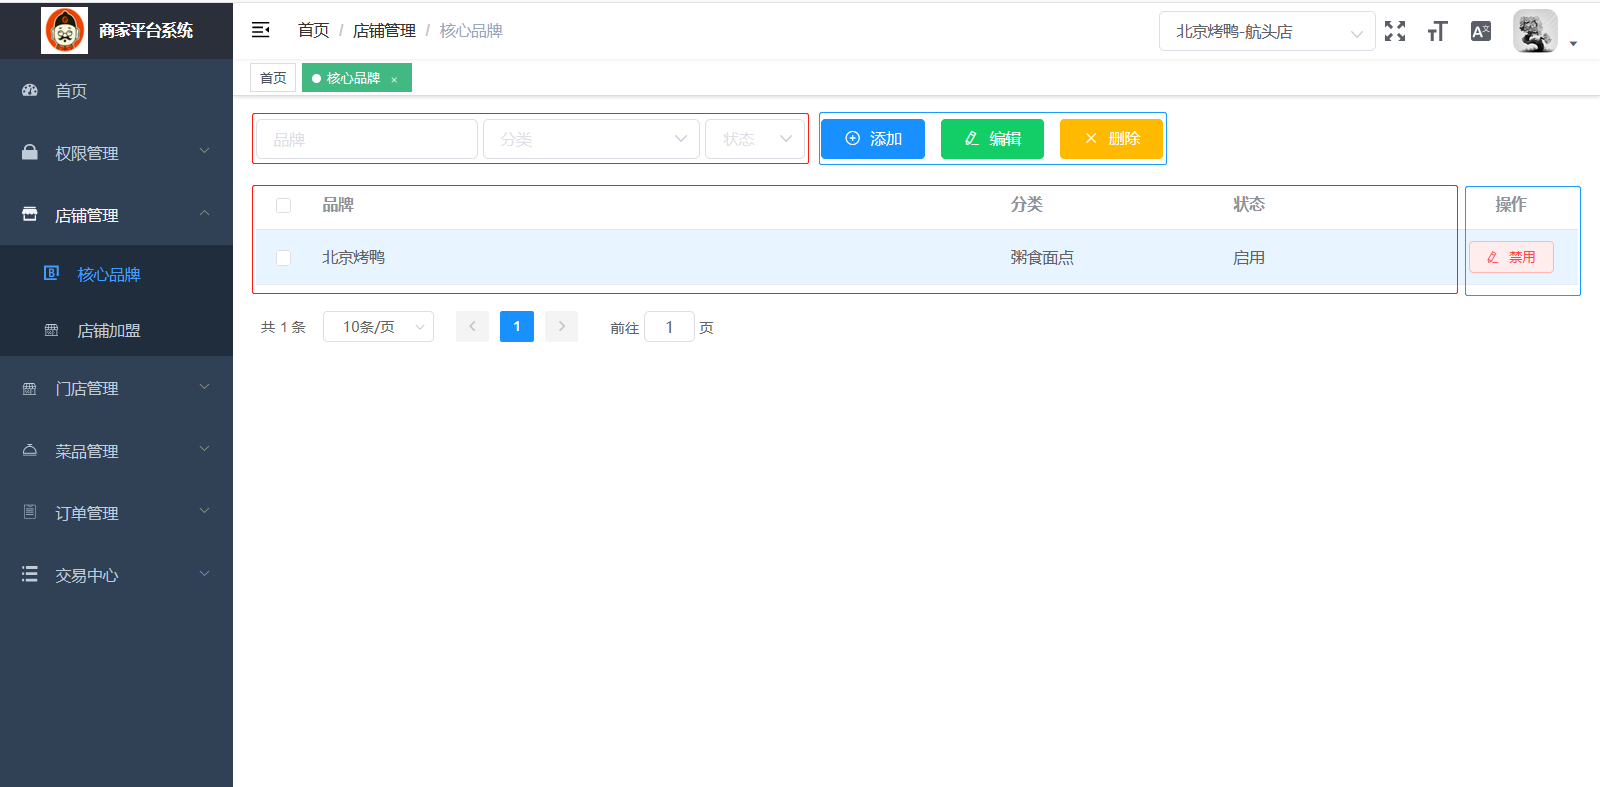 商家平台系统
首页 / 店铺管理 / 核心品牌
北京烤鸭-航头店
首页
核心品牌 ×
首页
权限管理
店铺管理
核心品牌
店铺加盟
门店管理
菜品管理
订单管理
交易中心
品牌
分类
状态
添加
编辑
删除
品牌 分类 状态 操作
北京烤鸭 粥食面点 启用 禁用
共 1 条 10条/页 1 前往 1 页